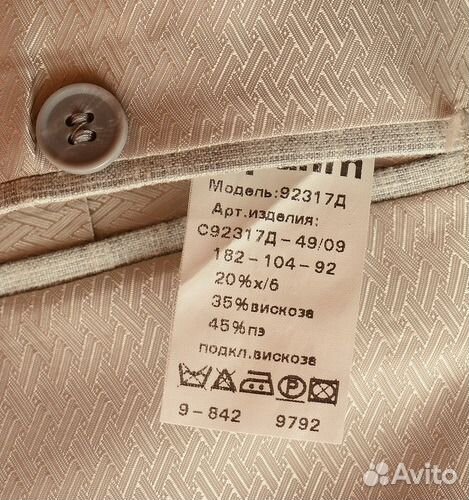 Модель:92317Д
Арт.изделия:
С92317Д-49/09
182-104-92
20%х/б
35%вискоза
45%пэ
подкл.вискоза
P
9-842 9792
Avito